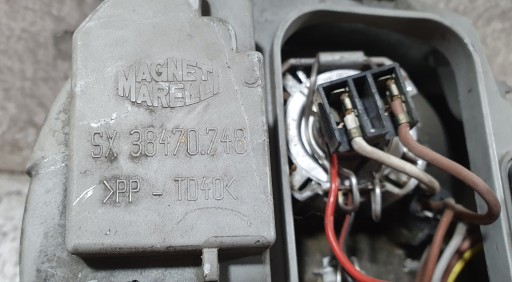 MAGNETI
MARELLI
SX 38470.748
>PP - TD40<